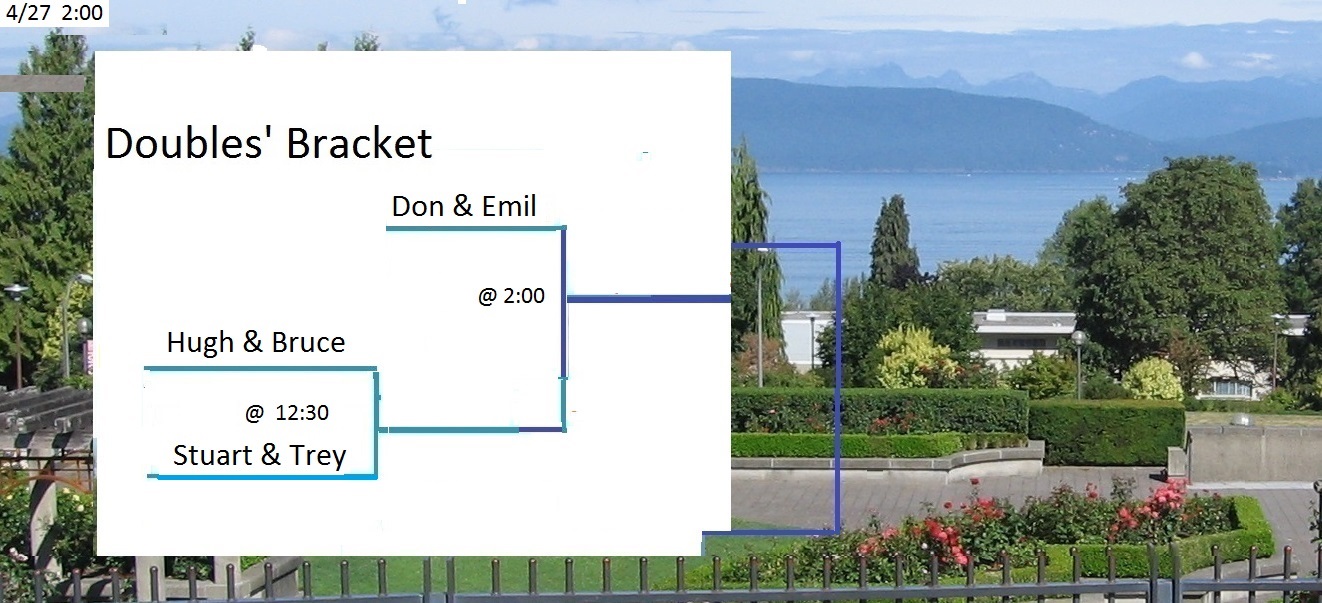 4/27 2:00
Doubles' Bracket
Don & Emil
@ 2:00
Hugh & Bruce
@ 12:30
Stuart & Trey